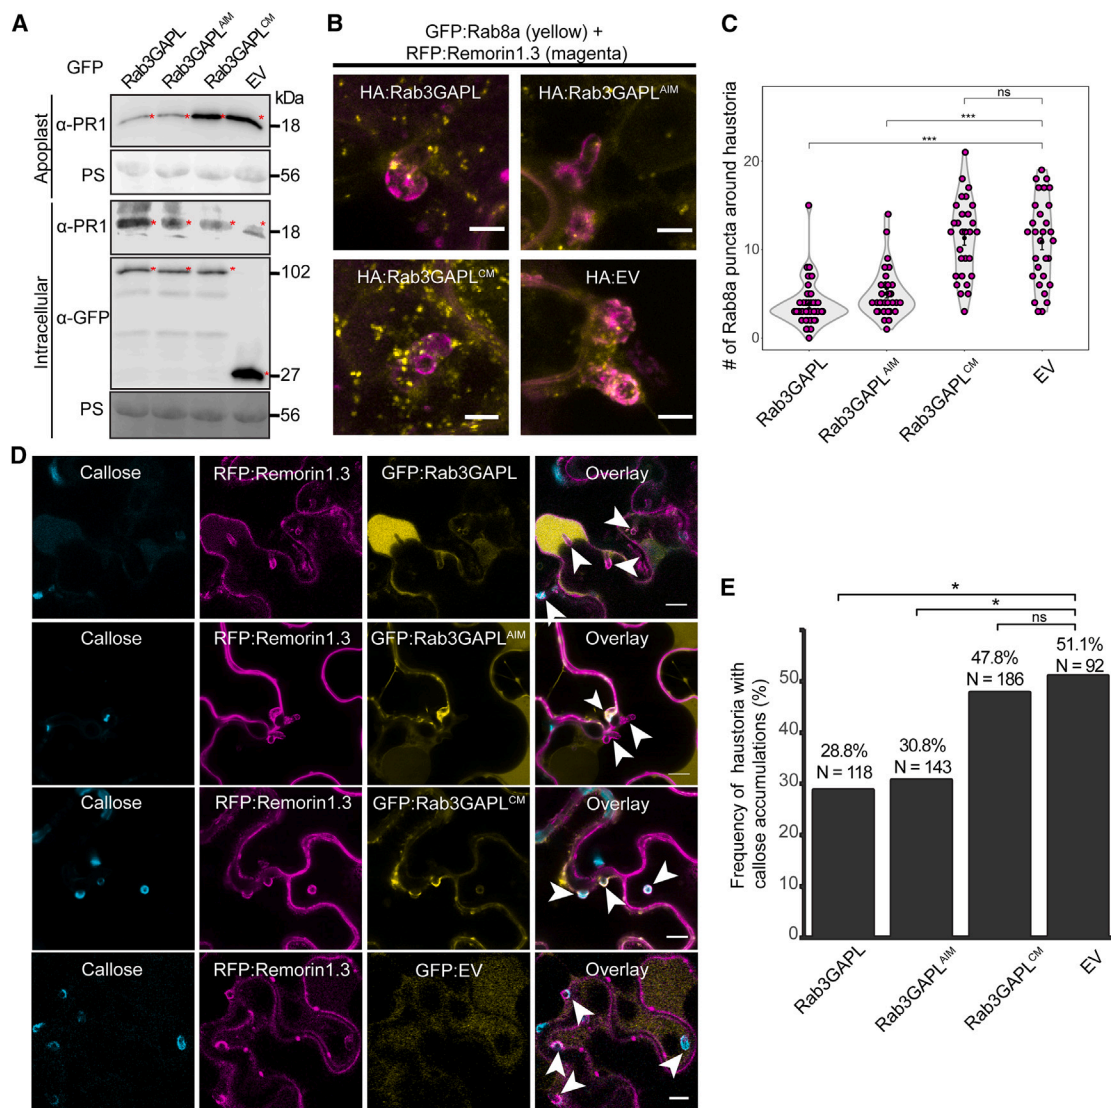 A
GFP
Rab3GAPL
Rab3GAPL^AIM
Rab3GAPL^CM
EV
kDa
Apoplast
α-PR1
* * * *
18
PS
56
Intracellular
α-PR1
* * * *
18
α-GFP
* * *
102
*
27
PS
56
B
GFP:Rab8a (yellow) +
RFP:Remorin1.3 (magenta)
HA:Rab3GAPL
HA:Rab3GAPL^AIM
HA:Rab3GAPL^CM
HA:EV
C
# of Rab8a puncta around haustoria
20
10
0
ns
***
***
Rab3GAPL
Rab3GAPL^AIM
Rab3GAPL^CM
EV
D
Callose
RFP:Remorin1.3
GFP:Rab3GAPL
Overlay
Callose
RFP:Remorin1.3
GFP:Rab3GAPL^AIM
Overlay
Callose
RFP:Remorin1.3
GFP:Rab3GAPL^CM
Overlay
Callose
RFP:Remorin1.3
GFP:EV
Overlay
E
Frequency of haustoria with
callose accumulations (%)
50
40
30
20
10
0
*
*
ns
28.8%
N = 118
30.8%
N = 143
47.8%
N = 186
51.1%
N = 92
Rab3GAPL
Rab3GAPL^AIM
Rab3GAPL^CM
EV